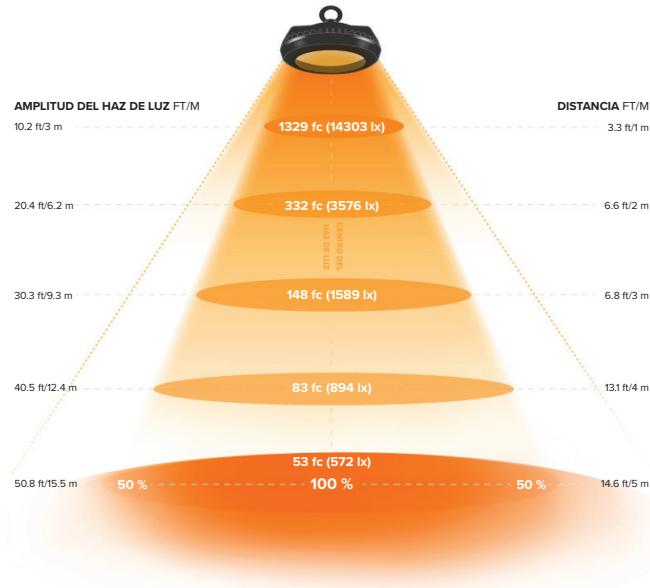 AMPLITUD DEL HAZ DE LUZ FT/M
DISTANCIA FT/M
10.2 ft/3 m
1329 fc (14303 lx)
3.3 ft/1 m
20.4 ft/6.2 m
332 fc (3576 lx)
6.6 ft/2 m
CENTRO DEL
HAZ DE LUZ
30.3 ft/9.3 m
148 fc (1589 lx)
6.8 ft/3 m
40.5 ft/12.4 m
83 fc (894 lx)
13.1 ft/4 m
53 fc (572 lx)
50.8 ft/15.5 m
50 %
100 %
50 %
14.6 ft/5 m